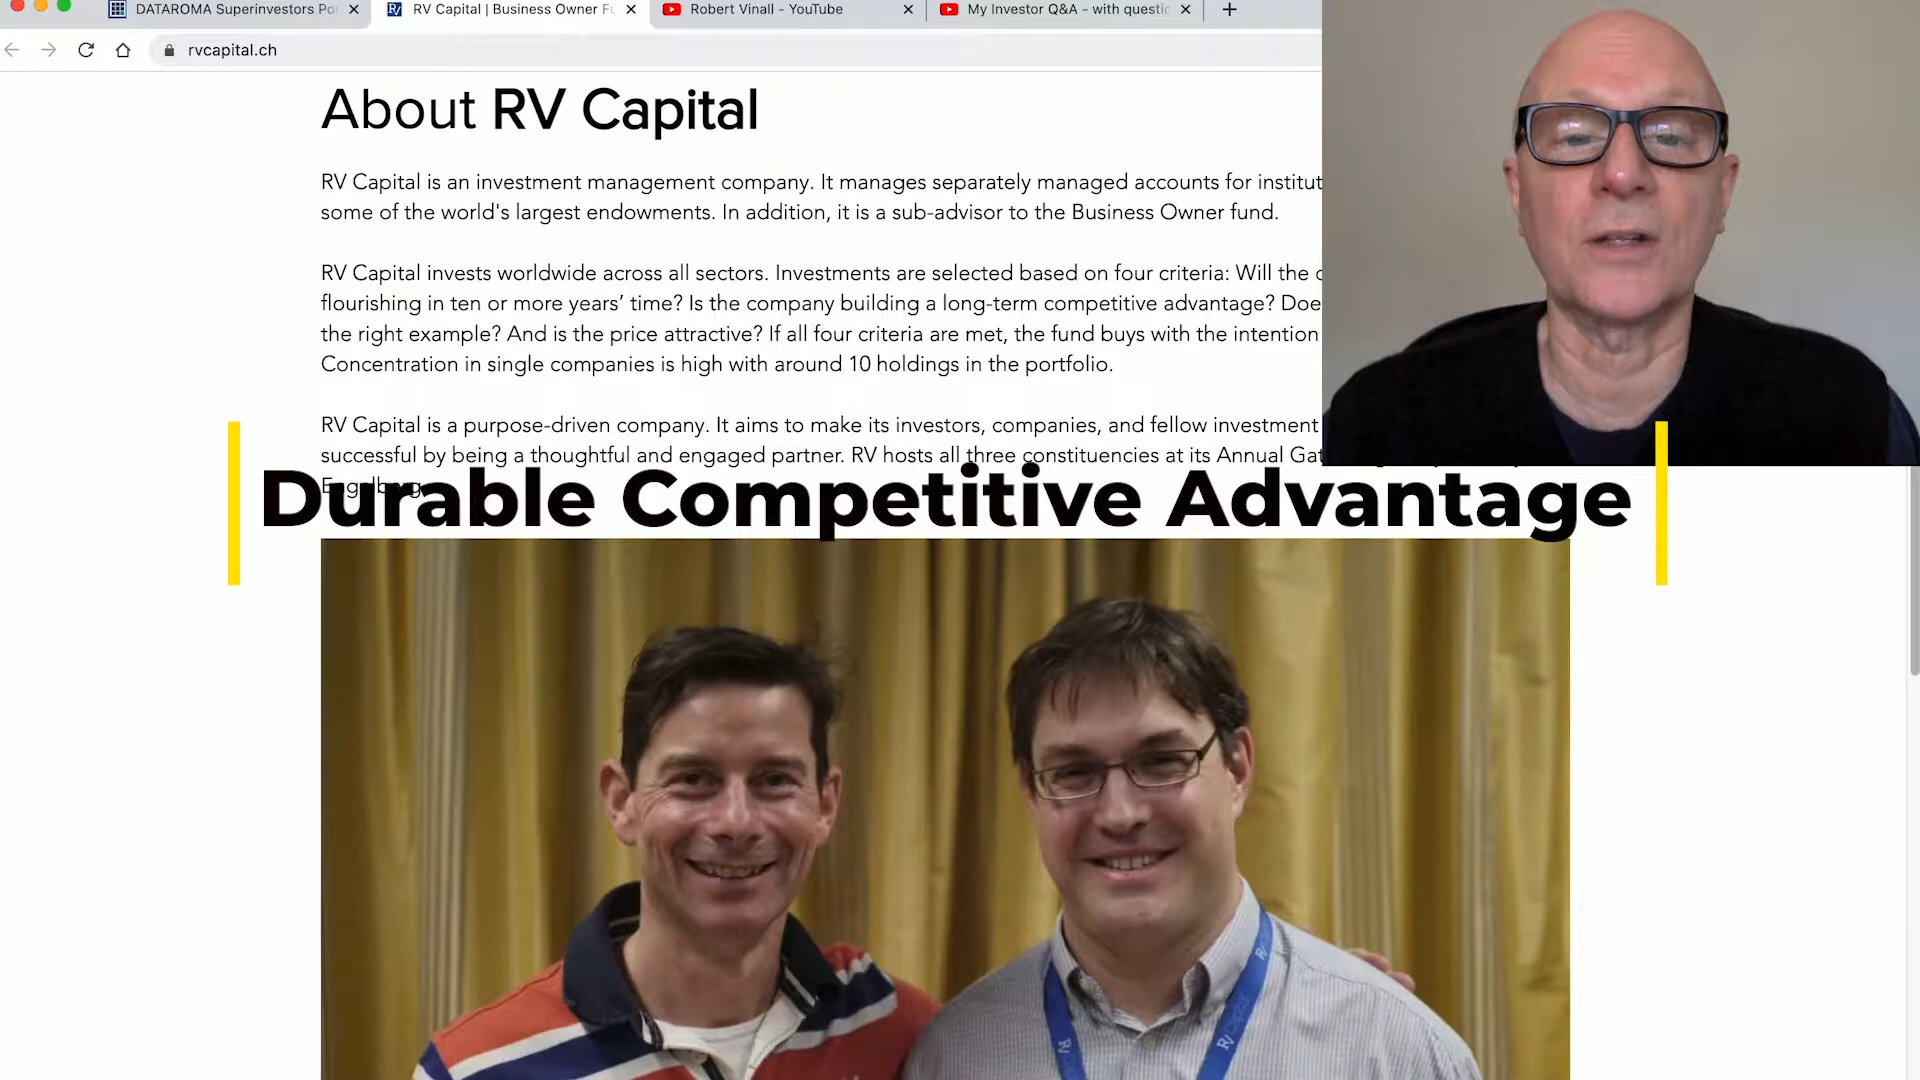 DATAROMA Superinvestors Po
RV Capital | Business Owner Fu
Robert Vinall - YouTube
My Investor Q&A - with questio
rvcapital.ch
About RV Capital
RV Capital is an investment management company. It manages separately managed accounts for institut
some of the world's largest endowments. In addition, it is a sub-advisor to the Business Owner fund.
RV Capital invests worldwide across all sectors. Investments are selected based on four criteria: Will the c
flourishing in ten or more years’ time? Is the company building a long-term competitive advantage? Doe
the right example? And is the price attractive? If all four criteria are met, the fund buys with the intention
Concentration in single companies is high with around 10 holdings in the portfolio.
RV Capital is a purpose-driven company. It aims to make its investors, companies, and fellow investment
successful by being a thoughtful and engaged partner. RV hosts all three constituencies at its Annual Gat
Engelberg.
Durable Competitive Advantage
RV Capital
RV